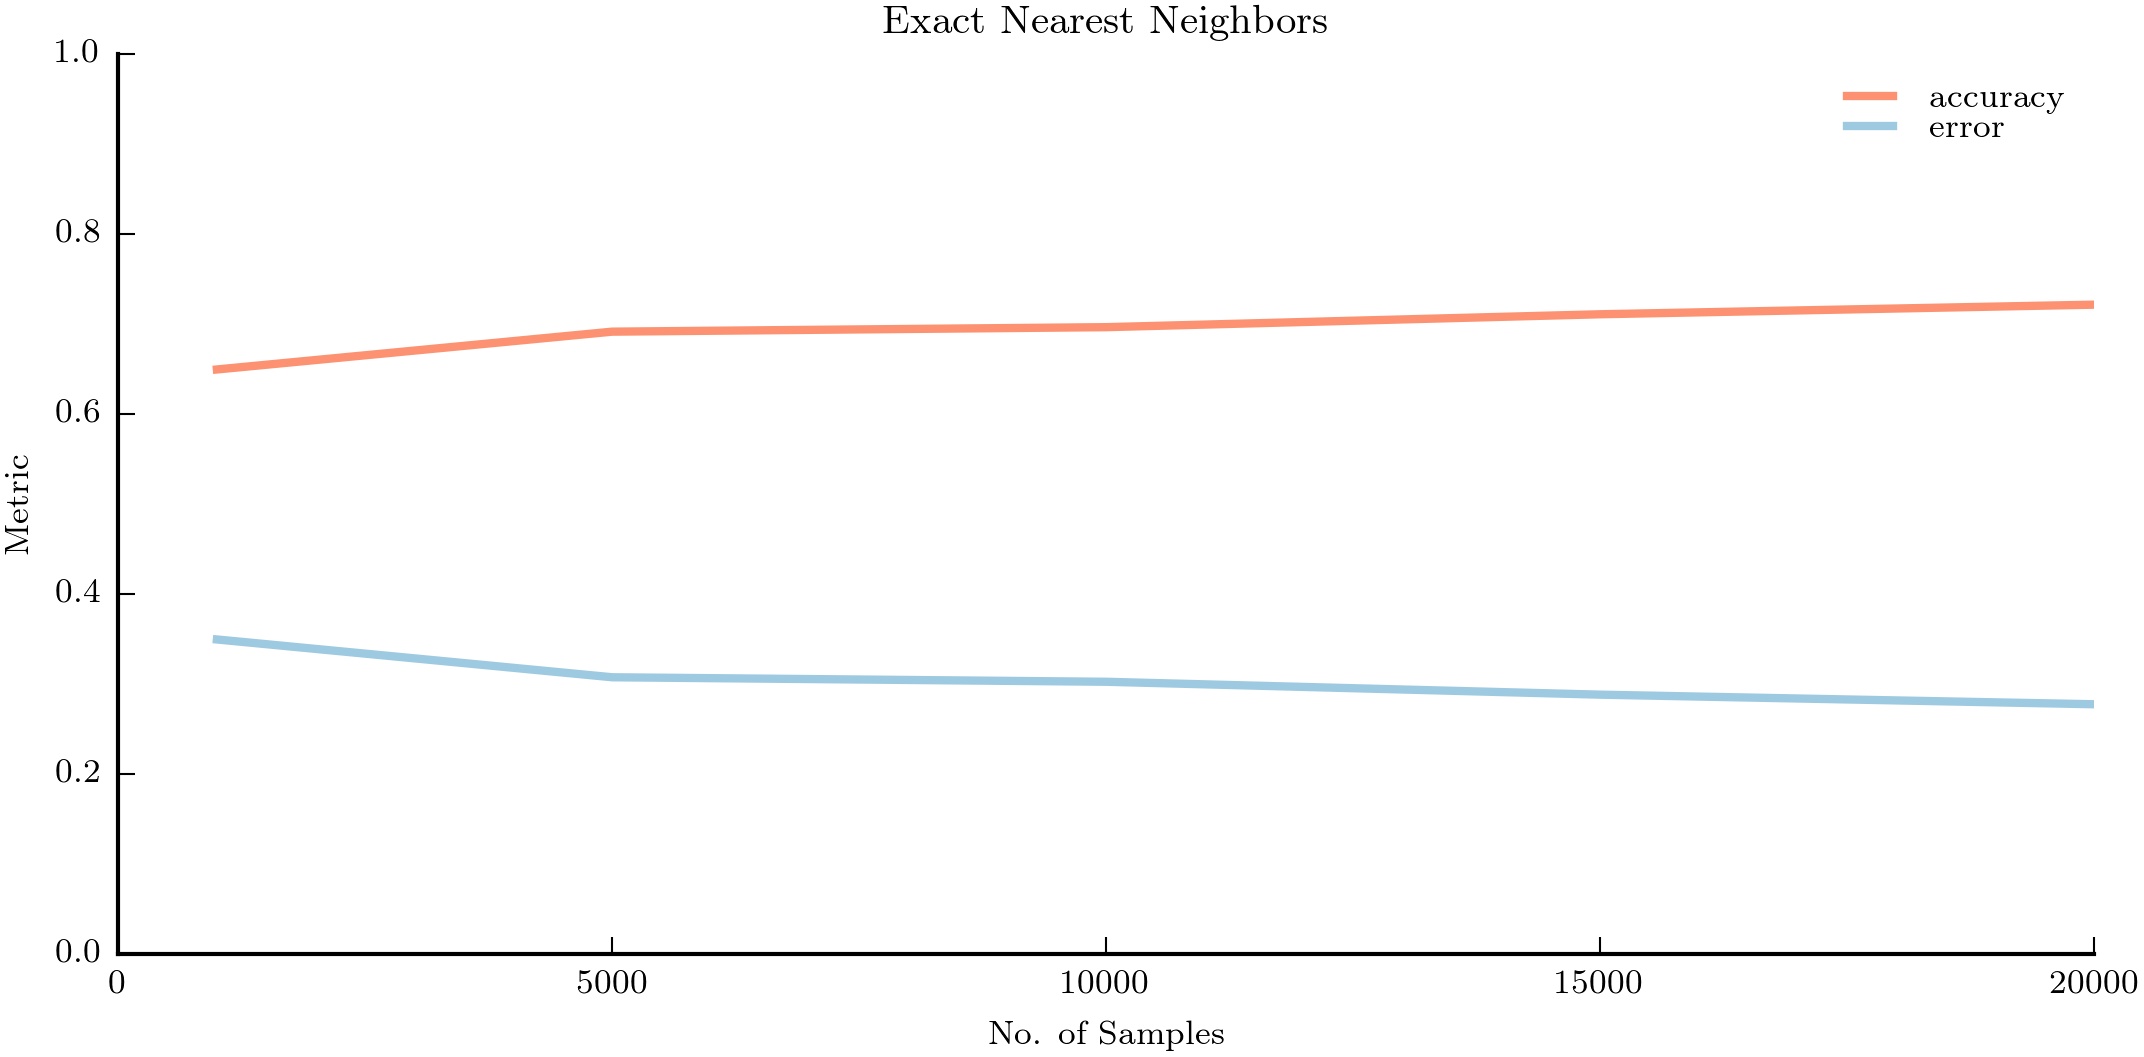 Exact Nearest Neighbors
1.0
0.8
0.6
0.4
0.2
0.0
Metric
accuracy
error
0 5000 10000 15000 20000
No. of Samples